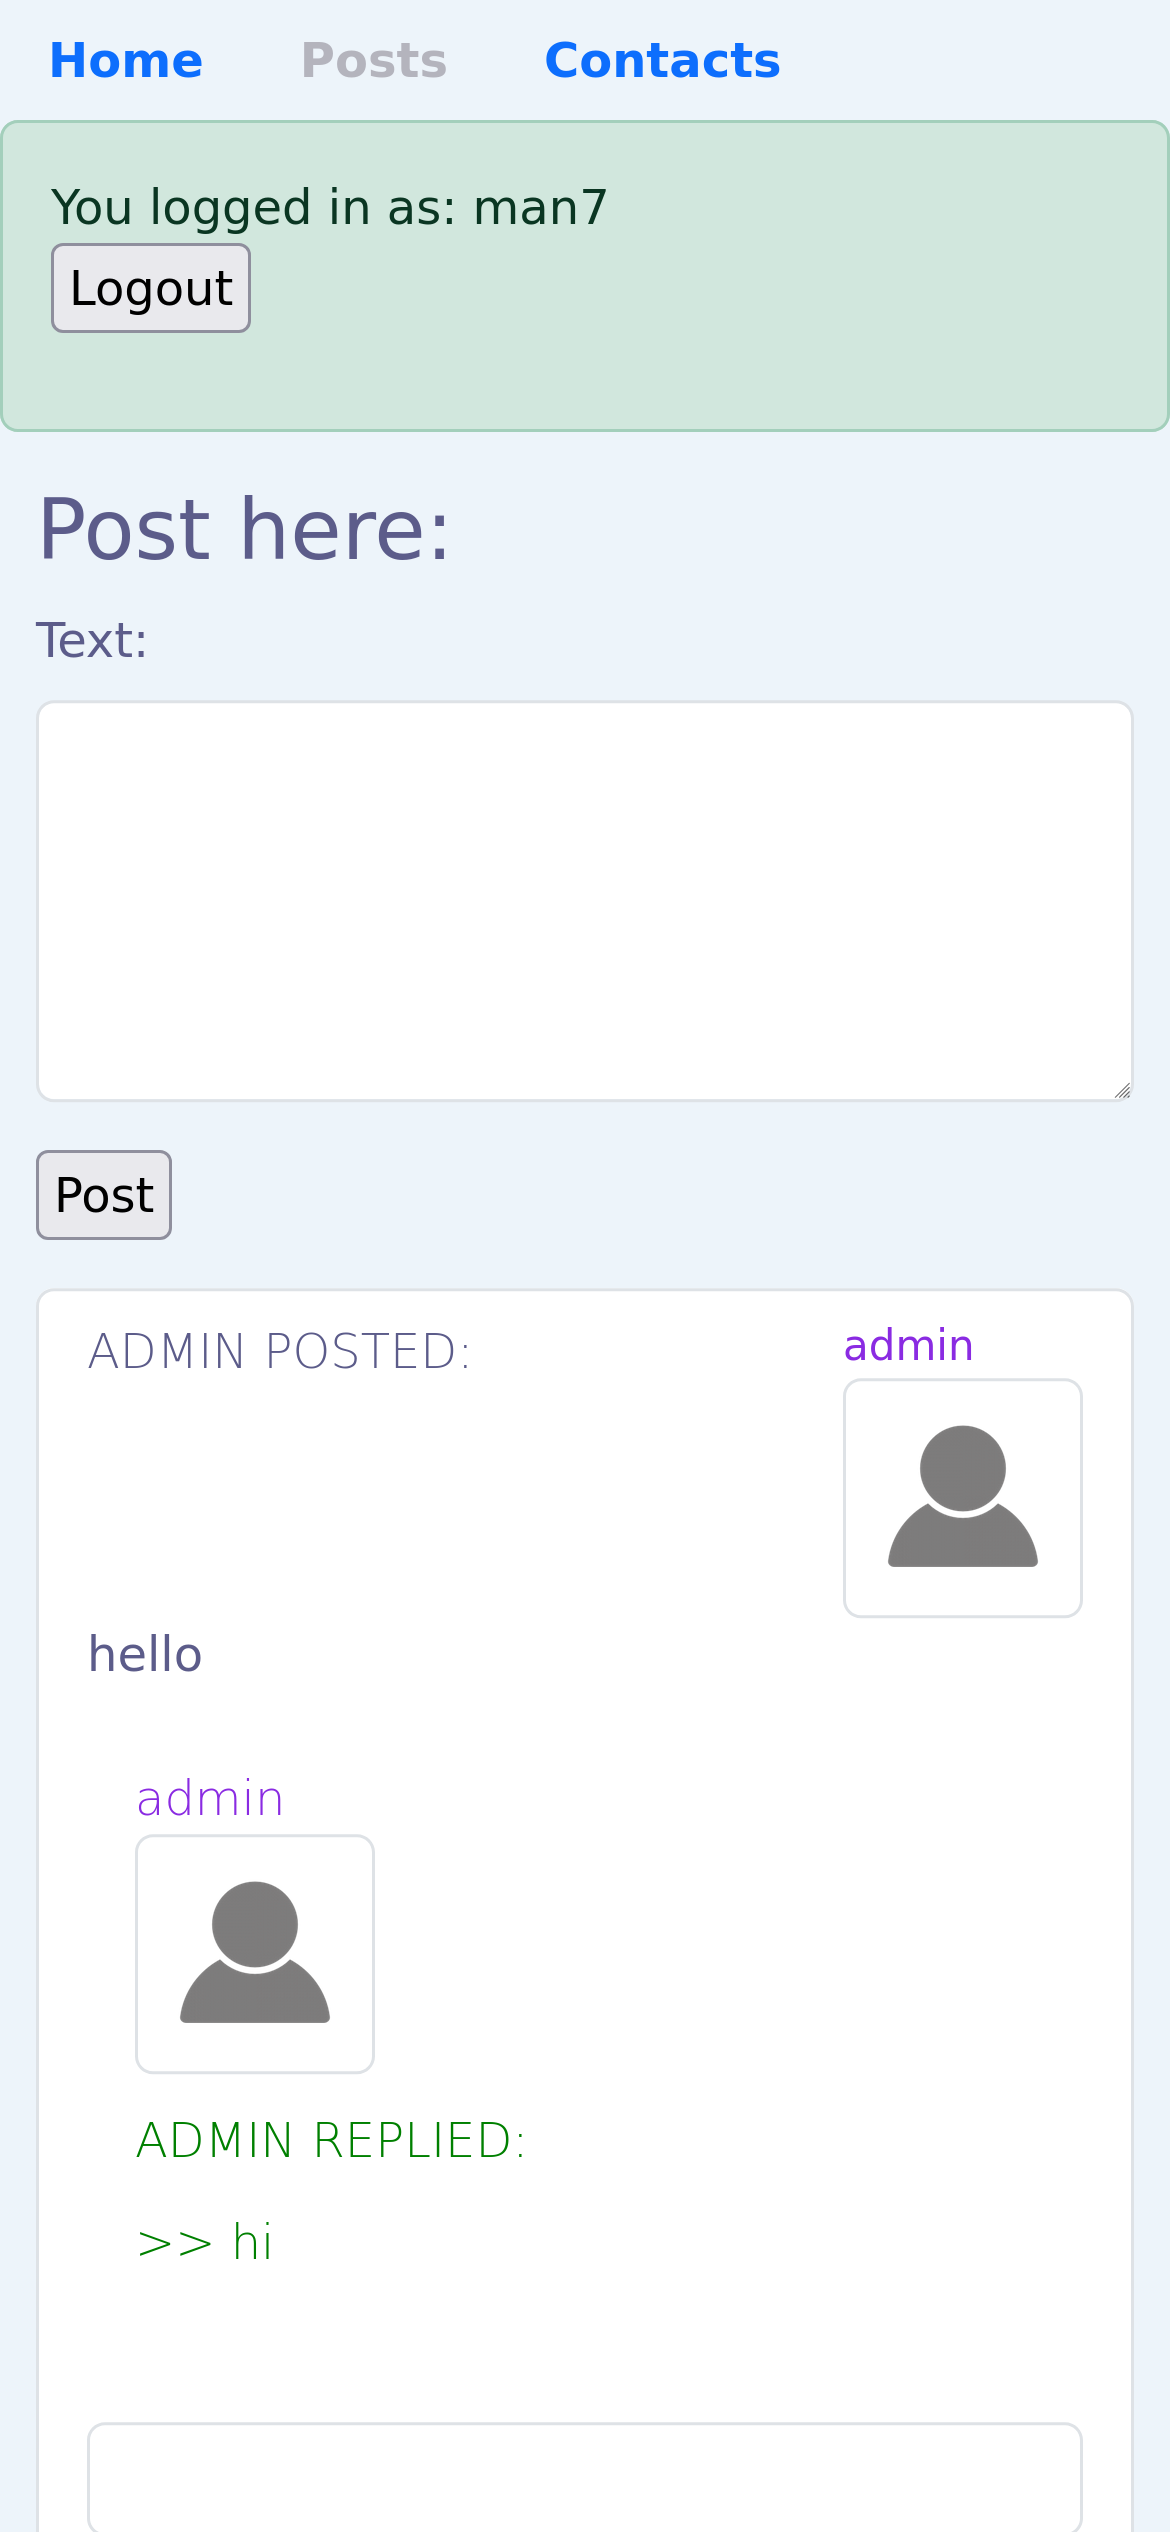 Home Posts Contacts
You logged in as: man7
Logout
Post here:
Text:
Post
ADMIN POSTED:
admin
hello
admin
ADMIN REPLIED:
>> hi